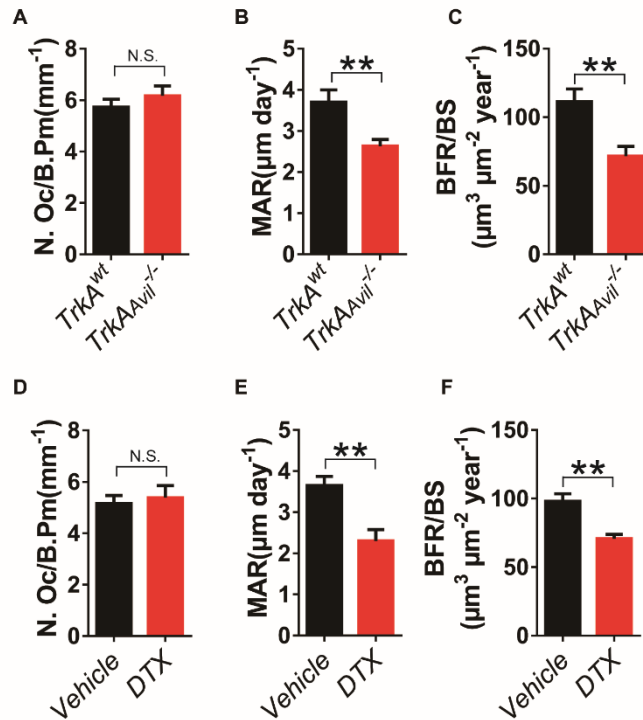 A
N. Oc/B.Pm(mm⁻¹)
8
6
4
2
0
N.S.
TrkAʷᵗ
TrkA_Avil⁻/⁻
B
MAR(µm day⁻¹)
5
4
3
2
1
0
**
TrkAʷᵗ
TrkA_Avil⁻/⁻
C
BFR/BS
(µm³ µm⁻² year⁻¹)
150
100
50
0
**
TrkAʷᵗ
TrkA_Avil⁻/⁻
D
N. Oc/B.Pm(mm⁻¹)
8
6
4
2
0
N.S.
Vehicle
DTX
E
MAR(µm day⁻¹)
5
4
3
2
1
0
**
Vehicle
DTX
F
BFR/BS
(µm³ µm⁻² year⁻¹)
150
100
50
0
**
Vehicle
DTX